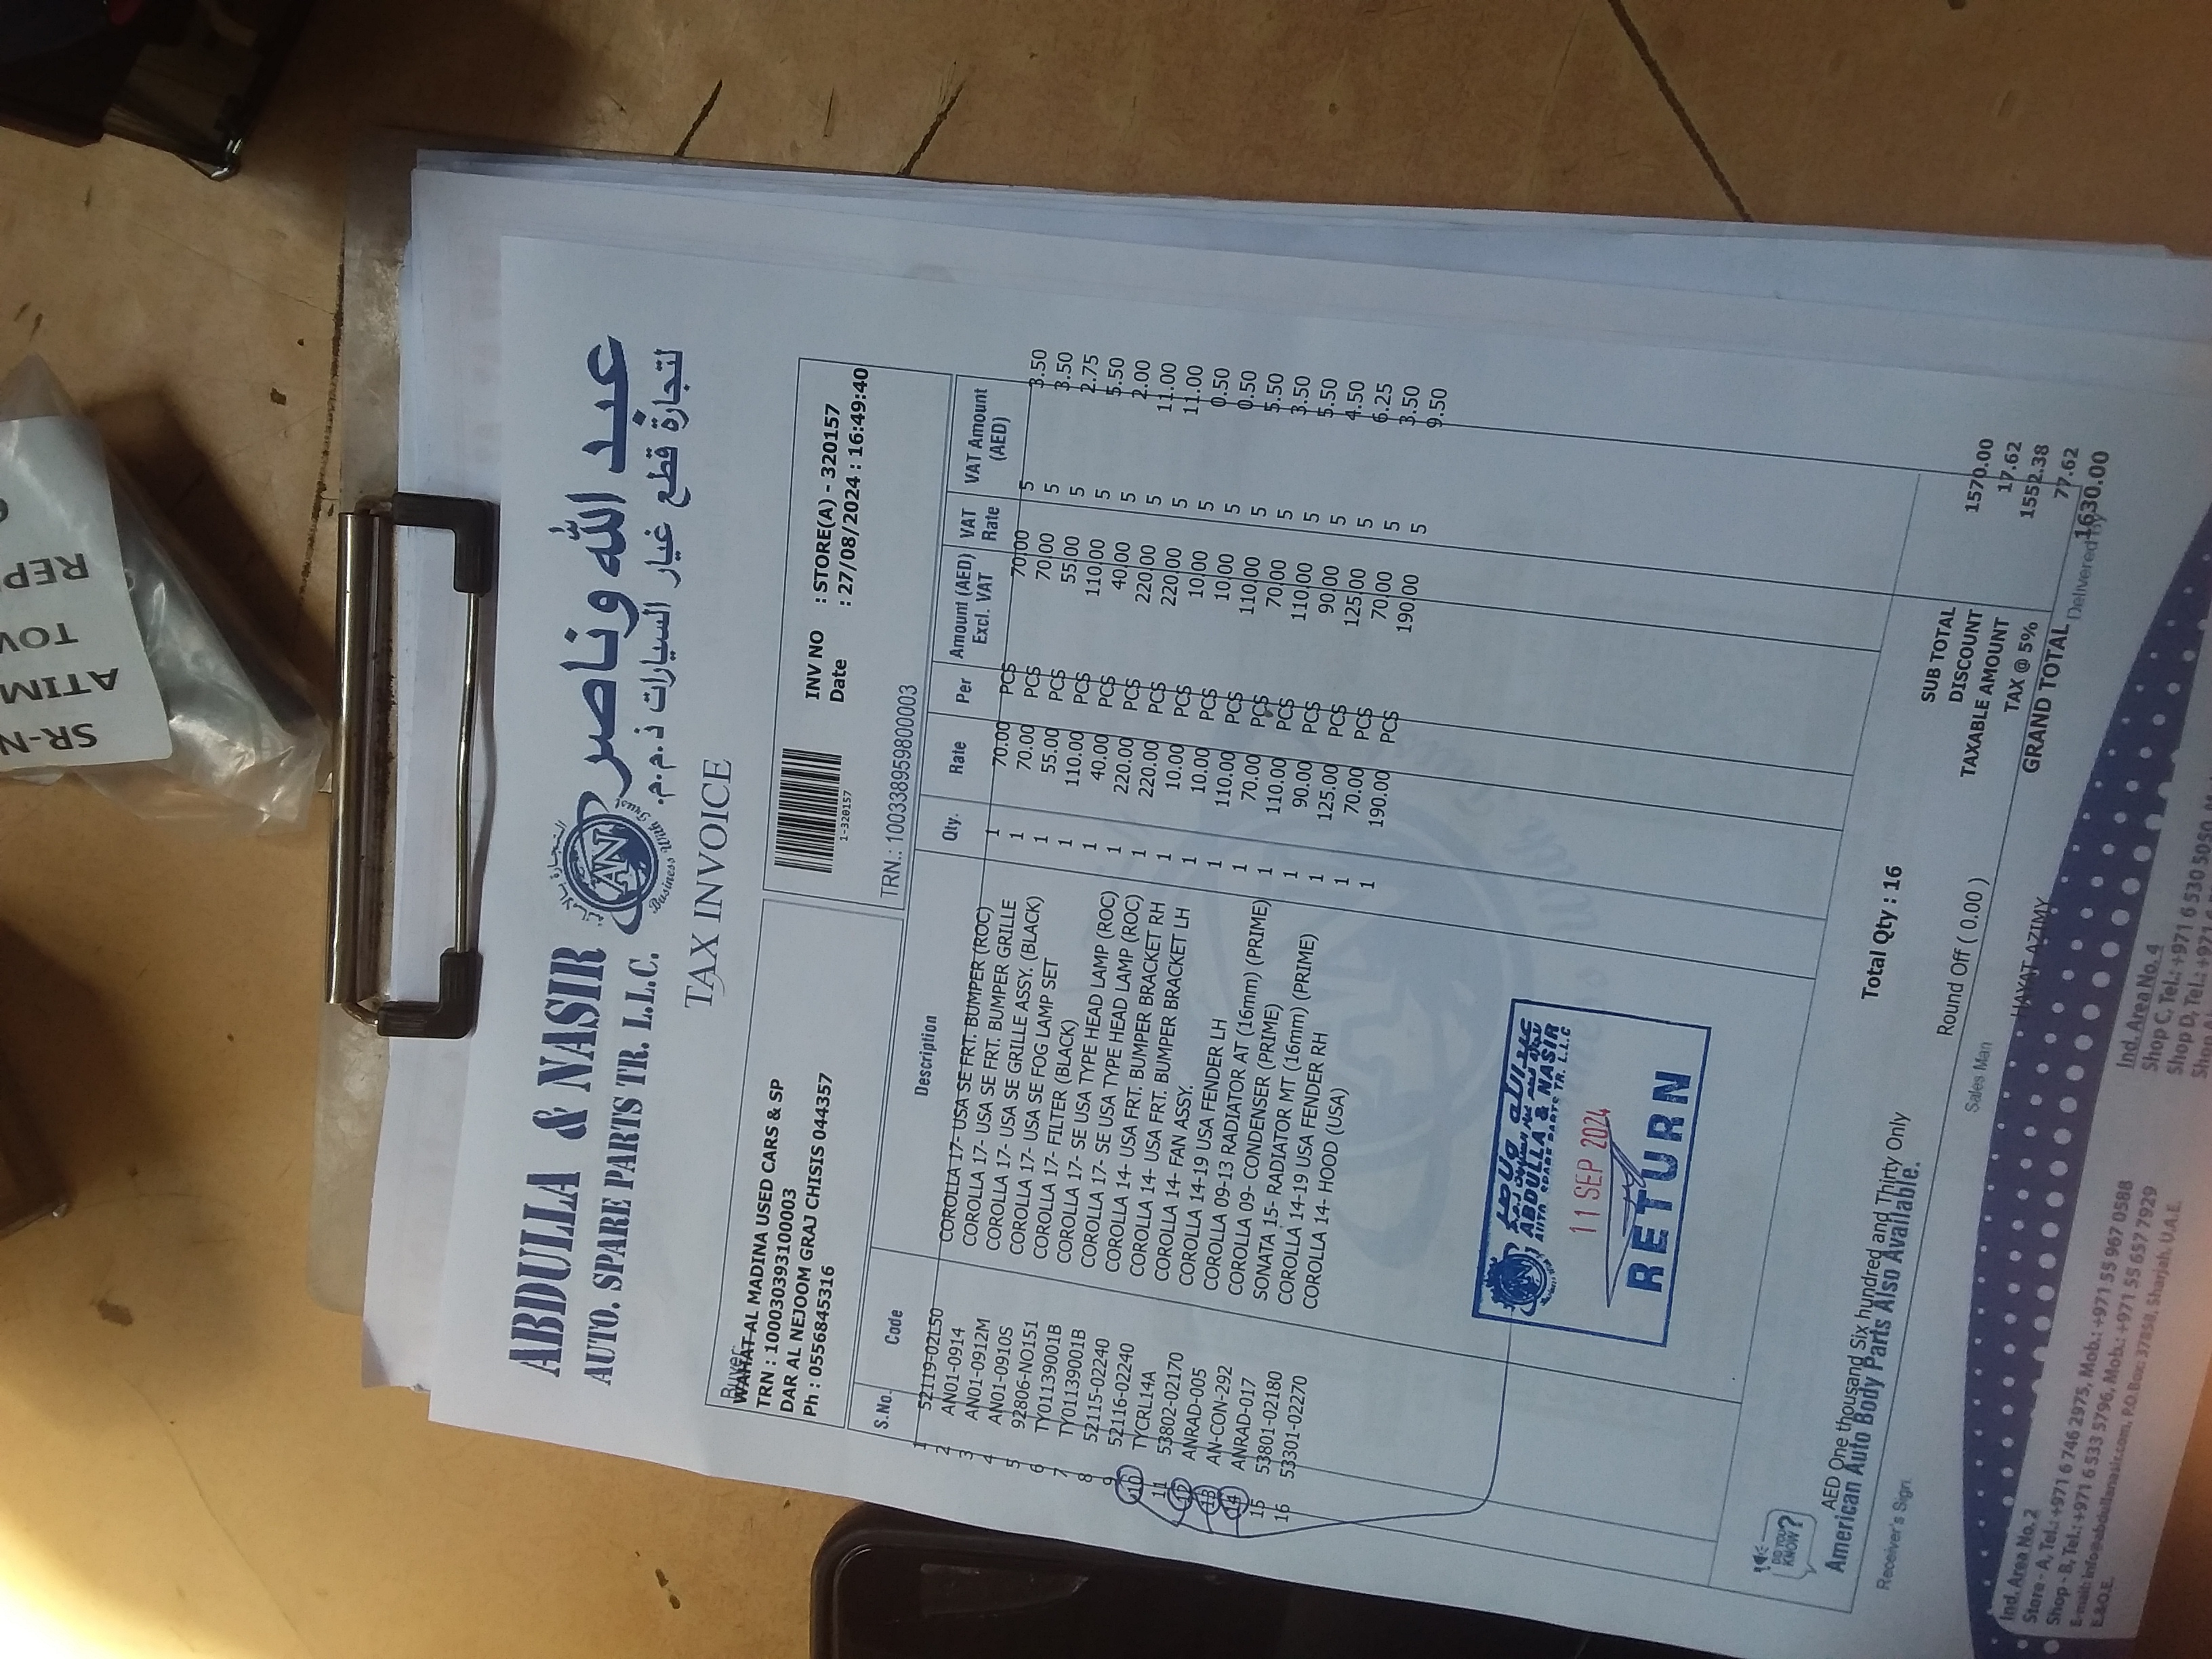 ABDULLA & NASIR
AUTO. SPARE PARTS TR. L.L.C.
AN
Business With Trust
عبد الله وناصر
لتجارة قطع غيار السيارات ذ.م.م.
TAX INVOICE
Buyer:
WAHAT AL MADINA USED CARS & SP
TRN : 100030393100003
DAR AL NEJOOM GRAJ CHISIS 044357
Ph : 0556845316
1-320157
INV NO : STORE(A) - 320157
Date : 27/08/2024 : 16:49:40
TRN.: 100338959800003
S.No. Code Description Qty. Rate Per Amount (AED) Excl. VAT VAT Rate VAT Amount (AED)
1 52119-02L50 COROLLA 17- USA SE FRT. BUMPER (ROC) 1 70.00 PCS 70.00 5 3.50
2 AN01-0914 COROLLA 17- USA SE FRT. BUMPER GRILLE 1 70.00 PCS 70.00 5 3.50
3 AN01-0912M COROLLA 17- USA SE GRILLE ASSY. (BLACK) 1 55.00 PCS 55.00 5 2.75
4 AN01-0910S COROLLA 17- USA SE FOG LAMP SET 1 110.00 PCS 110.00 5 5.50
5 92806-NO151 COROLLA 17- FILTER (BLACK) 1 40.00 PCS 40.00 5 2.00
6 TY01139001B COROLLA 17- SE USA TYPE HEAD LAMP (ROC) 1 220.00 PCS 220.00 5 11.00
7 TY01139001B COROLLA 17- SE USA TYPE HEAD LAMP (ROC) 1 220.00 PCS 220.00 5 11.00
8 52115-02240 COROLLA 14- USA FRT. BUMPER BRACKET RH 1 10.00 PCS 10.00 5 0.50
9 52116-02240 COROLLA 14- USA FRT. BUMPER BRACKET LH 1 10.00 PCS 10.00 5 0.50
10 TYCRLL14A COROLLA 14- FAN ASSY. 1 110.00 PCS 110.00 5 5.50
11 53802-02170 COROLLA 14-19 USA FENDER LH 1 70.00 PCS 70.00 5 3.50
12 ANRAD-005 COROLLA 09-13 RADIATOR AT (16mm) (PRIME) 1 110.00 PCS 110.00 5 5.50
13 AN-CON-292 COROLLA 09- CONDENSER (PRIME) 1 90.00 PCS 90.00 5 4.50
14 ANRAD-017 SONATA 15- RADIATOR MT (16mm) (PRIME) 1 125.00 PCS 125.00 5 6.25
15 53801-02180 COROLLA 14-19 USA FENDER RH 1 70.00 PCS 70.00 5 3.50
16 53301-02270 COROLLA 14- HOOD (USA) 1 190.00 PCS 190.00 5 9.50
عبدالله وناصر
ABDULLA & NASIR
AUTO SPARE PARTS TR. L.L.C
11 SEP 2024
RETURN
Total Qty : 16
SUB TOTAL 1570.00
DISCOUNT 17.62
TAXABLE AMOUNT 1552.38
TAX @ 5% 77.62
Round Off ( 0.00 )
GRAND TOTAL 1630.00
DID YOU KNOW?
AED One thousand Six hundred and Thirty Only
American Auto Body Parts Also Available.
Receiver's Sign.
Sales Man
HAYAT AZIMY
Delivered by
Ind. Area No. 2
Store - A, Tel.: +971 6 746 2975, Mob.: +971 55 967 0588
Shop - B, Tel.: +971 6 533 5796, Mob.: +971 55 657 7929
E-mail: info@abdullanasir.com, P.O.Box: 37858, Sharjah. U.A.E.
E.&O.E.
Ind. Area No. 4
Shop C, Tel.: +971 6 530 5050
Shop D, Tel.: +971
SR-N
ATIM
TOV
REP